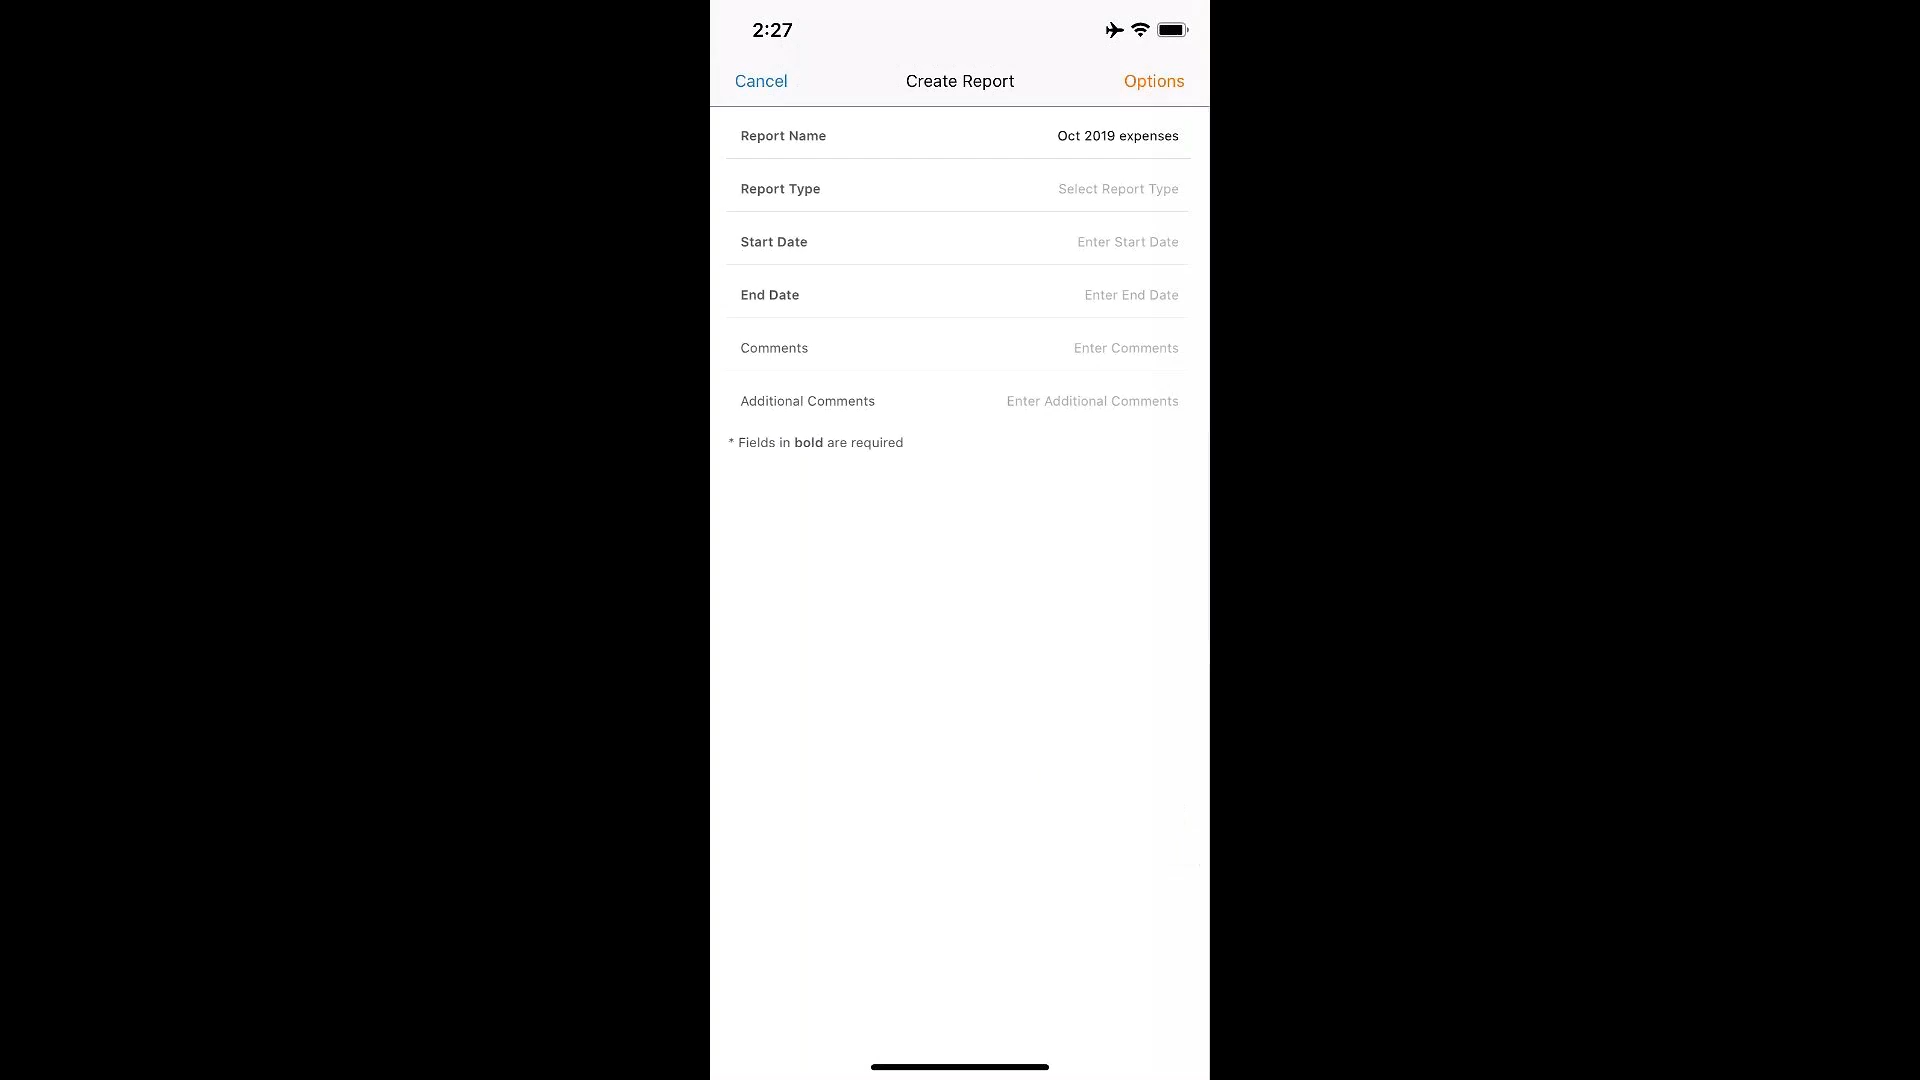 2:27
Cancel Create Report Options
Report Name Oct 2019 expenses
Report Type Select Report Type
Start Date Enter Start Date
End Date Enter End Date
Comments Enter Comments
Additional Comments Enter Additional Comments
* Fields in bold are required